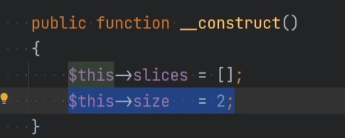 public function __construct()
{
$this->slices = [];
$this->size   = 2;
}